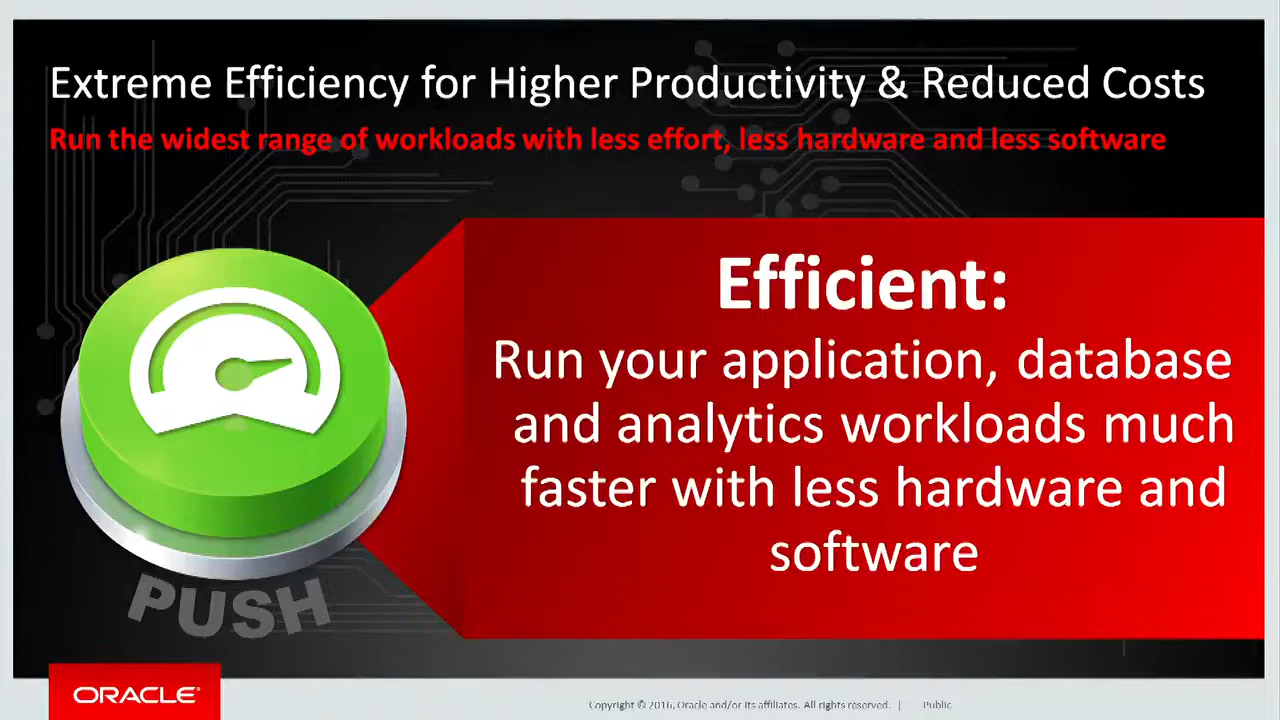 Extreme Efficiency for Higher Productivity & Reduced Costs
Run the widest range of workloads with less effort, less hardware and less software
Efficient:
Run your application, database
and analytics workloads much
faster with less hardware and
software
PUSH
ORACLE®
Copyright © 2016, Oracle and/or its affiliates. All rights reserved. | Public